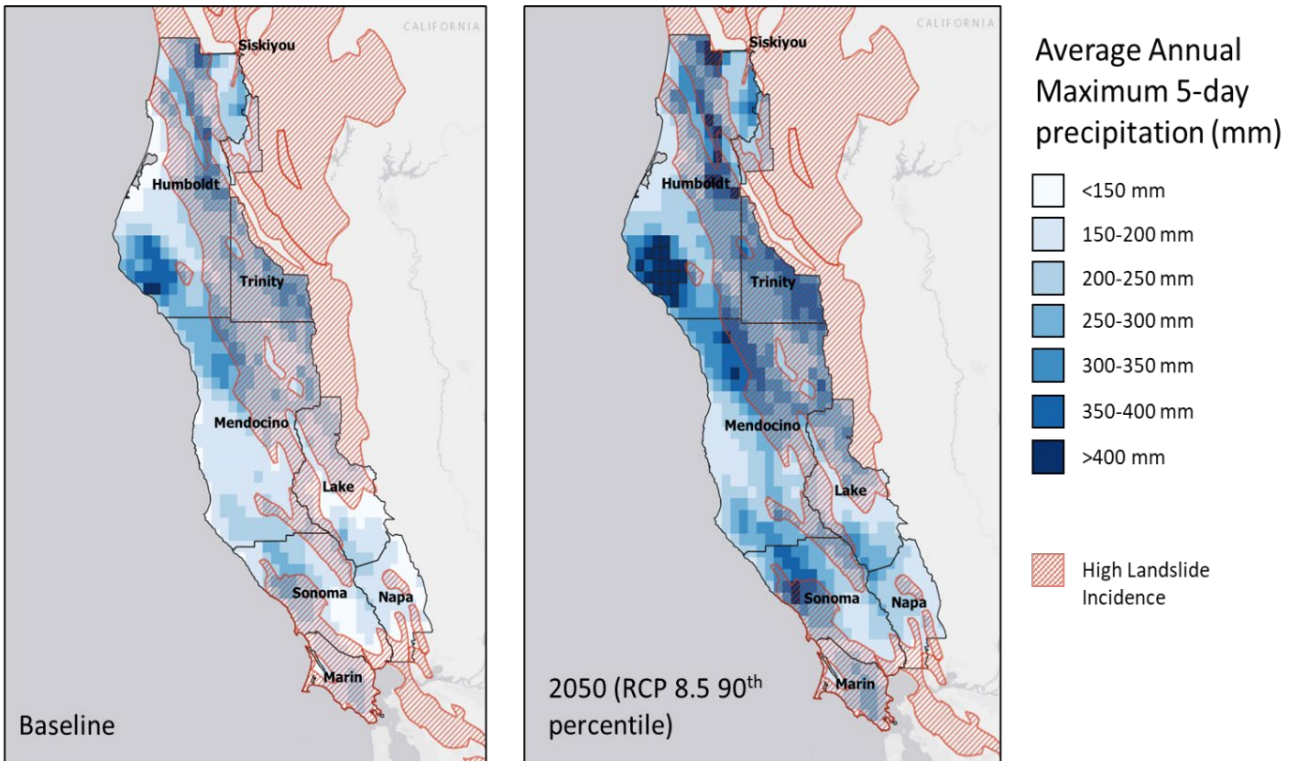 CALIFORNIA
Siskiyou
Humboldt
Trinity
Mendocino
Lake
Sonoma
Napa
Marin
Baseline
CALIFORNIA
Siskiyou
Humboldt
Trinity
Mendocino
Lake
Sonoma
Napa
Marin
2050 (RCP 8.5 90th
percentile)
Average Annual
Maximum 5-day
precipitation (mm)
<150 mm
150-200 mm
200-250 mm
250-300 mm
300-350 mm
350-400 mm
>400 mm
High Landslide
Incidence